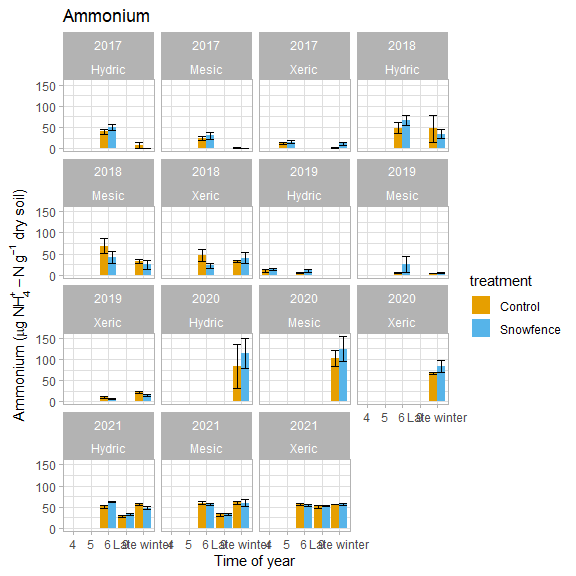 Ammonium
2017 2017 2017 2018
Hydric Mesic Xeric Hydric
150
100
50
0
2018 2018 2019 2019
Mesic Xeric Hydric Mesic
150
100
50
0
2019 2020 2020 2020
Xeric Hydric Mesic Xeric
150
100
50
0
4 5 6 Late winter
2021 2021 2021
Hydric Mesic Xeric
150
100
50
0
4 5 6 Late winter 4 5 6 Late winter 4 5 6 Late winter
Time of year
Ammonium (μg NH₄⁺ − N g⁻¹ dry soil)
treatment
Control
Snowfence